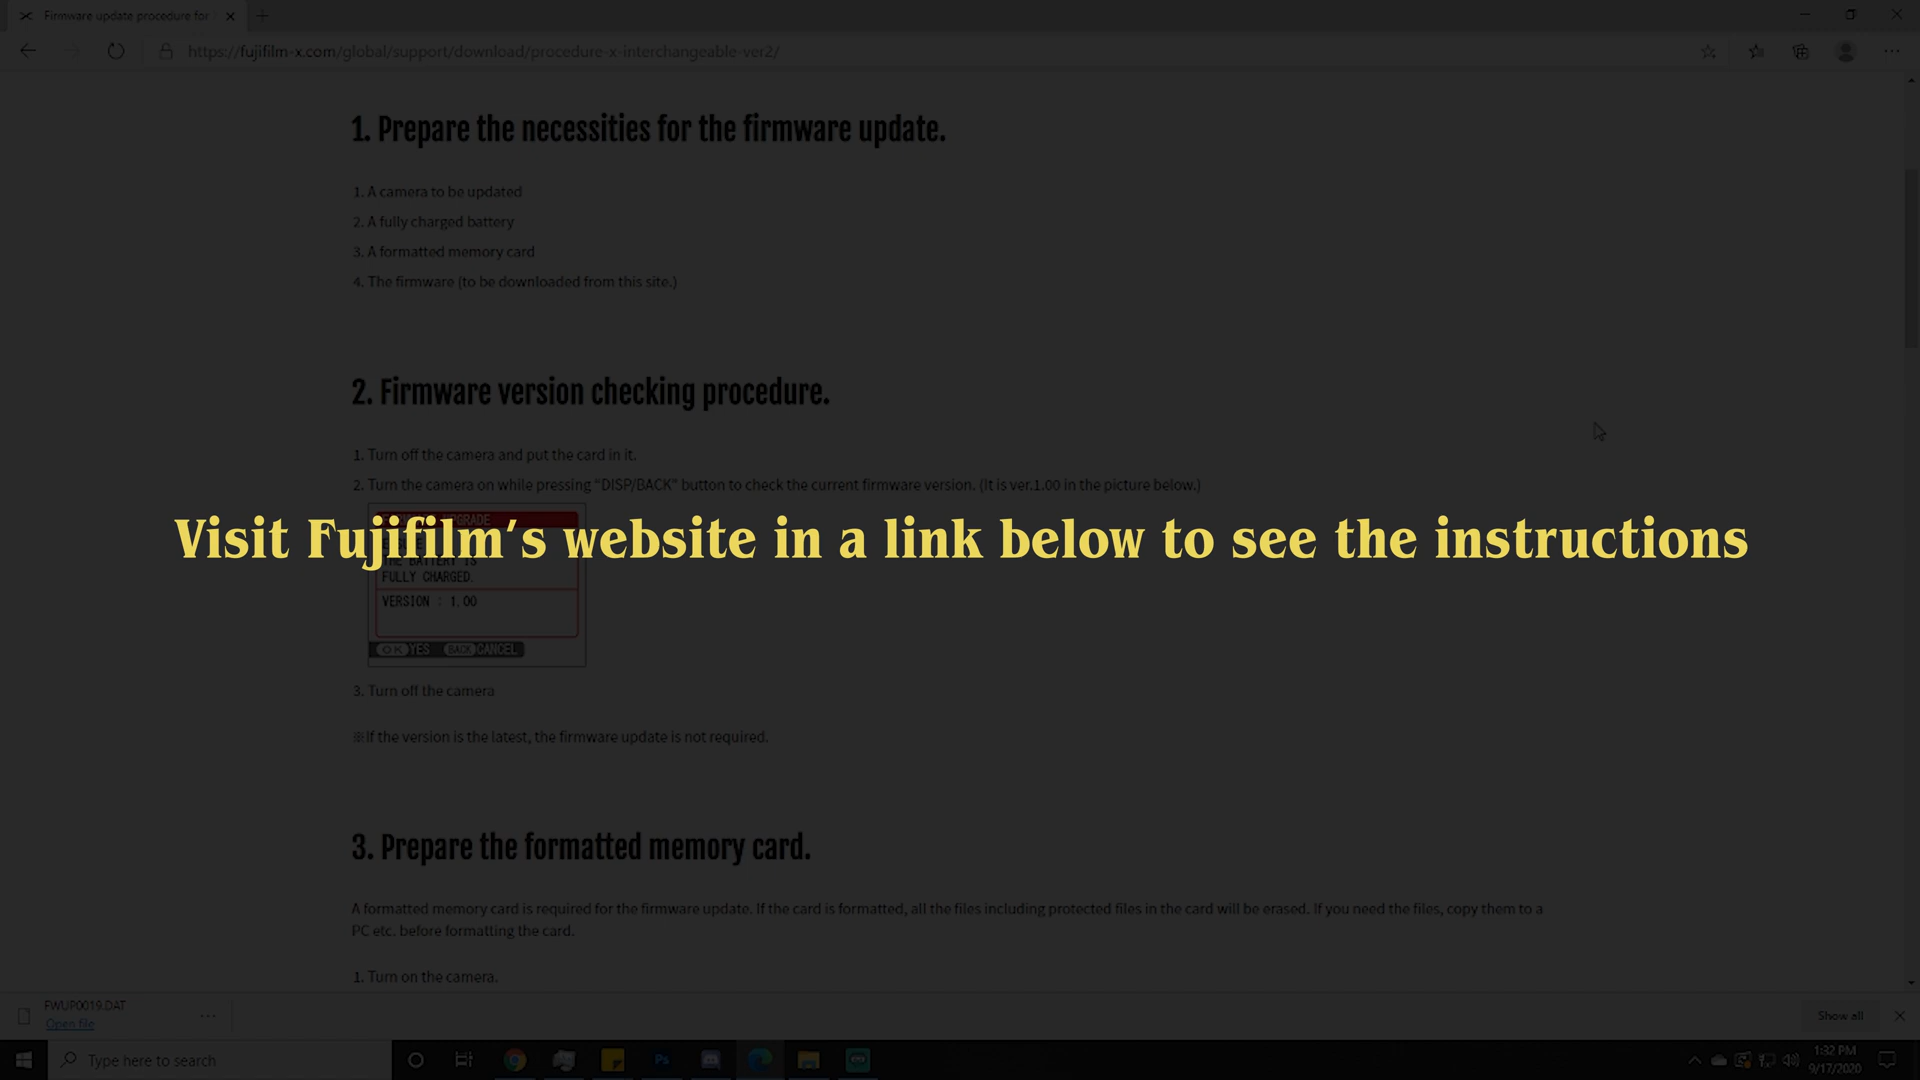 Firmware update procedure for
https://fujifilm-x.com/global/support/download/procedure-x-interchangeable-ver2/
1. Prepare the necessities for the firmware update.
1. A camera to be updated
2. A fully charged battery
3. A formatted memory card
4. The firmware (to be downloaded from this site.)
2. Firmware version checking procedure.
1. Turn off the camera and put the card in it.
2. Turn the camera on while pressing “DISP/BACK” button to check the current firmware version. (It is ver.1.00 in the picture below.)
Visit Fujifilm’s website in a link below to see the instructions
THE BATTERY IS
FULLY CHARGED.
VERSION : 1.00
OK YES BACK CANCEL
3. Turn off the camera
※If the version is the latest, the firmware update is not required.
3. Prepare the formatted memory card.
A formatted memory card is required for the firmware update. If the card is formatted, all the files including protected files in the card will be erased. If you need the files, copy them to a
PC etc. before formatting the card.
1. Turn on the camera.
FWUP0019.DAT
Open file
Show all
Type here to search
Ps
1:32 PM
9/17/2020